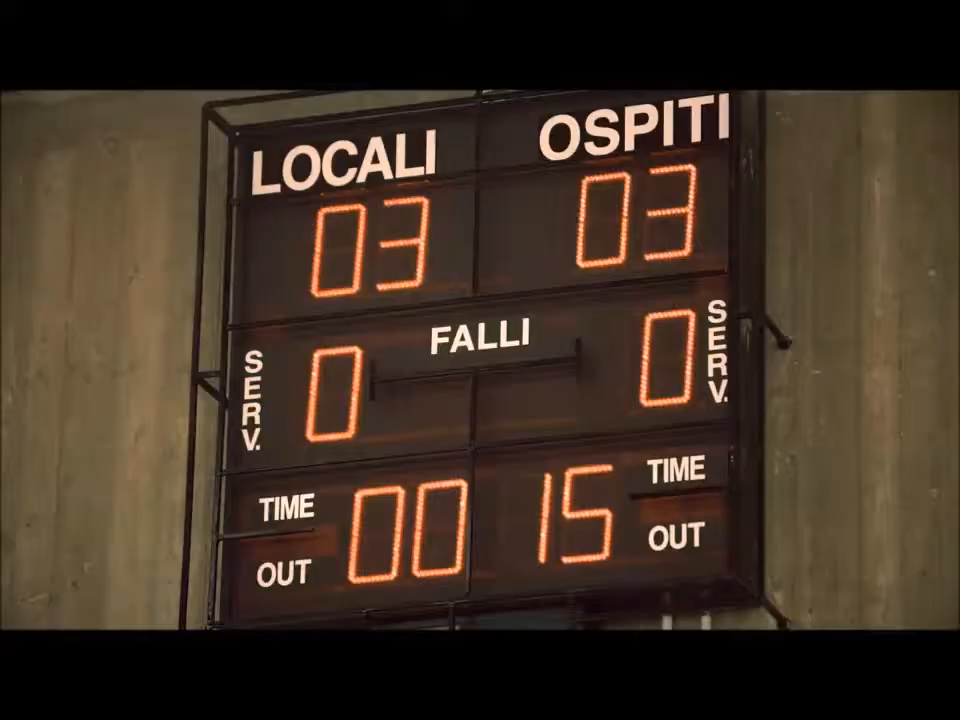 LOCALI OSPITI
03 03
FALLI
SERV. 0 0 SERV.
TIME 00 15 TIME
OUT OUT